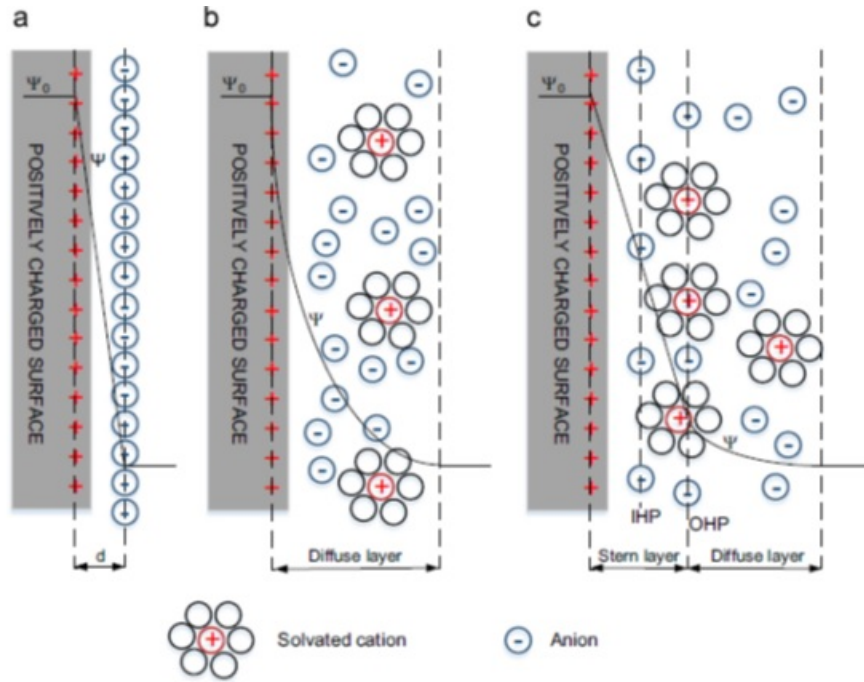 a
b
c
Ψ₀
Ψ
POSITIVELY CHARGED SURFACE
Ψ₀
Ψ
POSITIVELY CHARGED SURFACE
Ψ₀
Ψ
POSITIVELY CHARGED SURFACE
IHP
OHP
d
Diffuse layer
Stern layer
Diffuse layer
Solvated cation
Anion